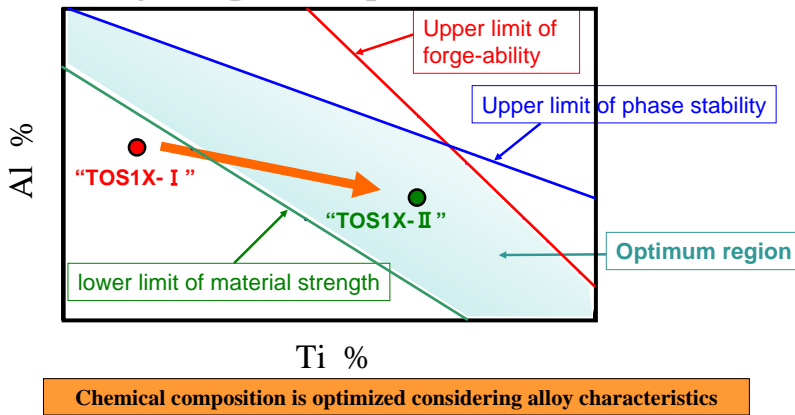 Upper limit of
forge-ability
Upper limit of phase stability
Al %
“TOS1X-Ⅰ”
“TOS1X-Ⅱ”
Optimum region
lower limit of material strength
Ti %
Chemical composition is optimized considering alloy characteristics